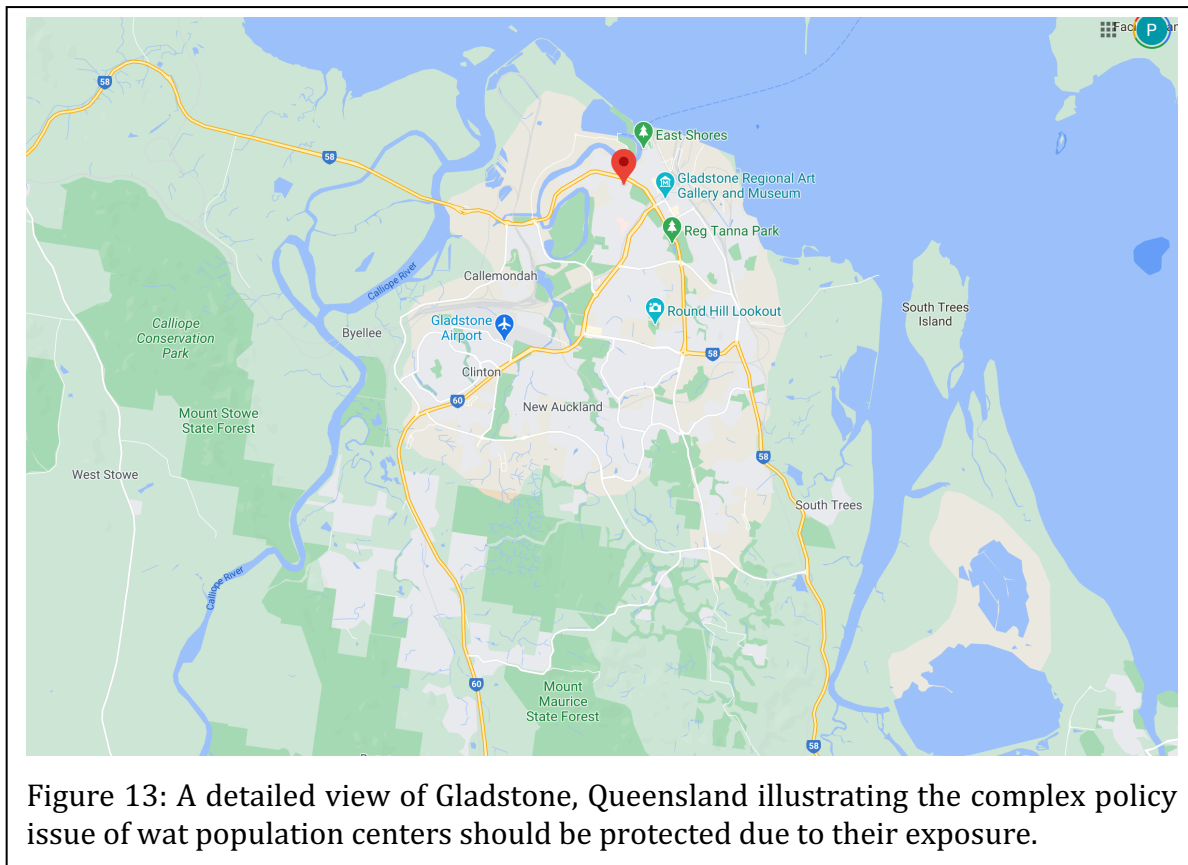 58
Fac
P
58
East Shores
58
Gladstone Regional Art
Gallery and Museum
Reg Tanna Park
Callemondah
Calliope River
South Trees
Island
Round Hill Lookout
Calliope
Conservation
Park
Byellee
Gladstone
Airport
58
Clinton
60
New Auckland
Mount Stowe
State Forest
58
West Stowe
South Trees
Calliope River
60
Mount
Maurice
State Forest
58
Figure 13: A detailed view of Gladstone, Queensland illustrating the complex policy
issue of wat population centers should be protected due to their exposure.